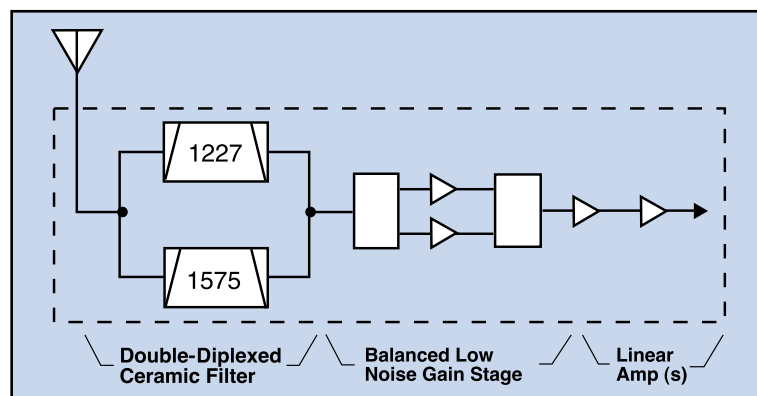 1227
1575
Double-Diplexed
Ceramic Filter
Balanced Low
Noise Gain Stage
Linear
Amp (s)